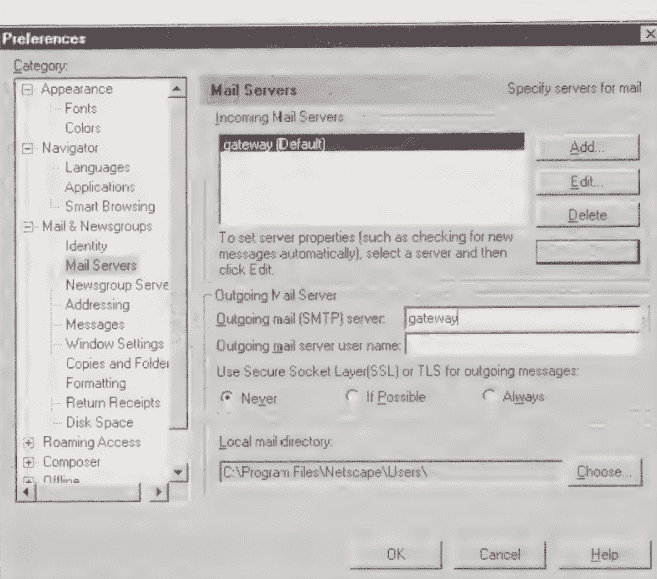 Preferences
Category:
Appearance
Fonts
Colors
Navigator
Languages
Applications
Smart Browsing
Mail & Newsgroups
Identity
Mail Servers
Newsgroup Serve
Addressing
Messages
Window Settings
Copies and Folder
Formatting
Return Receipts
Disk Space
Roaming Access
Composer
Offline
Mail Servers
Specify servers for mail
Incoming Mail Servers
gateway (Default)
Add...
Edit...
Delete
To set server properties (such as checking for new
messages automatically), select a server and then
click Edit.
Outgoing Mail Server
Outgoing mail (SMTP) server: gateway
Outgoing mail server user name:
Use Secure Socket Layer(SSL) or TLS for outgoing messages:
Never
If Possible
Always
Local mail directory:
C:\Program Files\Netscape\Users\
Choose...
OK
Cancel
Help